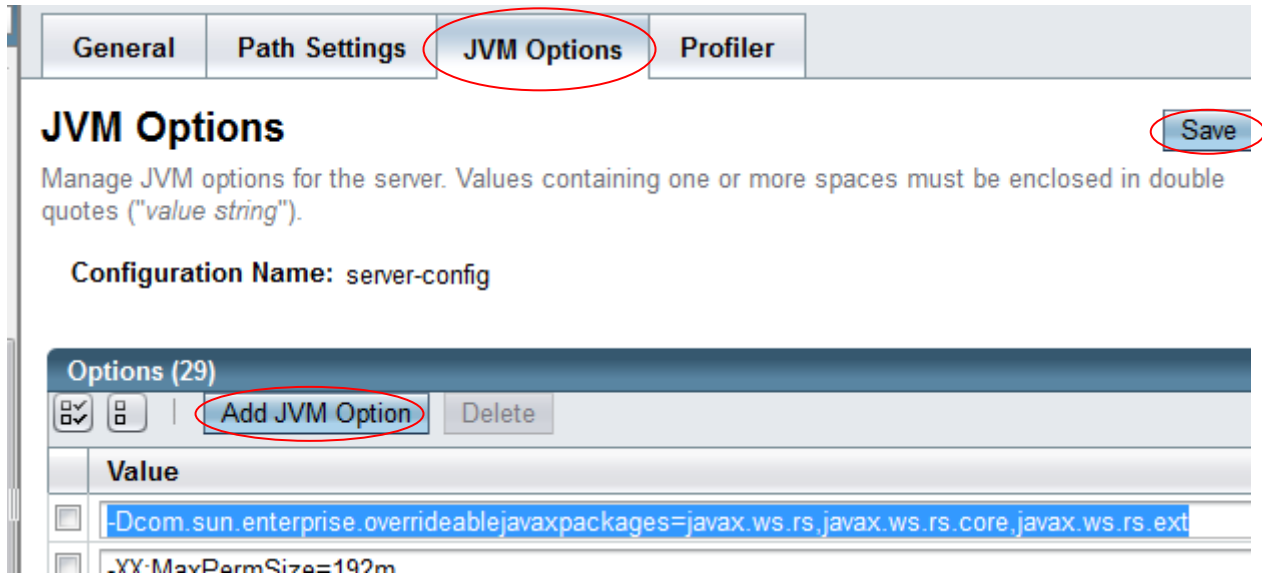 General Path Settings JVM Options Profiler
JVM Options Save
Manage JVM options for the server. Values containing one or more spaces must be enclosed in double
quotes ("value string").
Configuration Name: server-config
Options (29)
Add JVM Option Delete
Value
-Dcom.sun.enterprise.overrideablejavaxpackages=javax.ws.rs,javax.ws.rs.core,javax.ws.rs.ext
-XX:MaxPermSize=192m